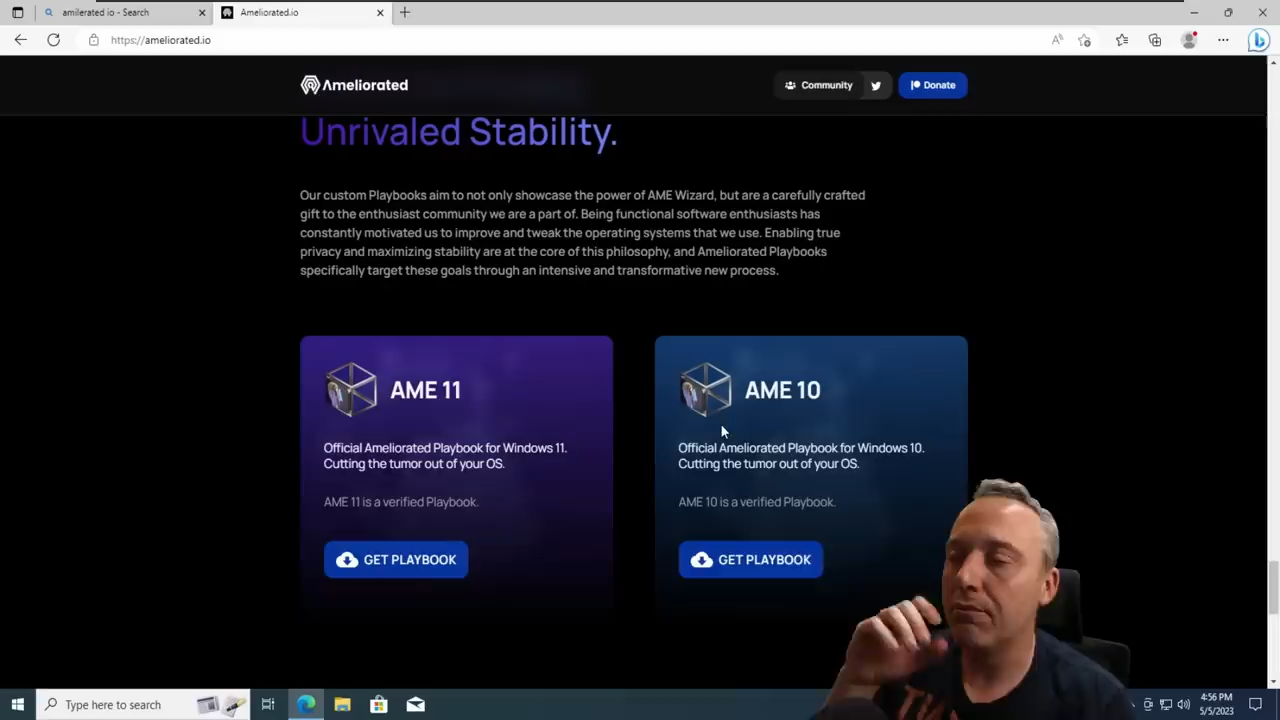 amilerated io - Search
Ameliorated.io
https://ameliorated.io
Ameliorated
Community
Donate
Unrivaled Stability.
Our custom Playbooks aim to not only showcase the power of AME Wizard, but are a carefully crafted
gift to the enthusiast community we are a part of. Being functional software enthusiasts has
constantly motivated us to improve and tweak the operating systems that we use. Enabling true
privacy and maximizing stability are at the core of this philosophy, and Ameliorated Playbooks
specifically target these goals through an intensive and transformative new process.
AME 11
Official Ameliorated Playbook for Windows 11.
Cutting the tumor out of your OS.
AME 11 is a verified Playbook.
GET PLAYBOOK
AME 10
Official Ameliorated Playbook for Windows 10.
Cutting the tumor out of your OS.
AME 10 is a verified Playbook.
GET PLAYBOOK
Type here to search
4:56 PM
5/5/2023